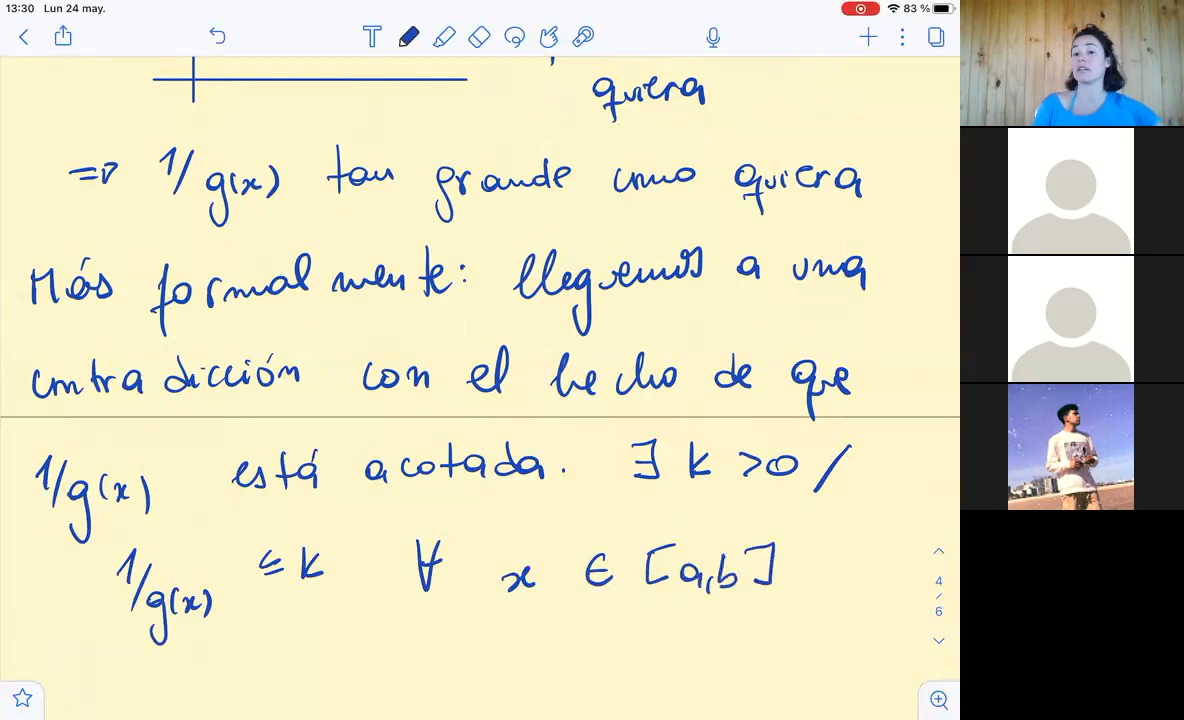 13:30 Lun 24 may.
83 %
quiera
=> 1/g(x) tan grande como quiera
Más formalmente: lleguemos a una
contradicción con el hecho de que
1/g(x) está acotada. ∃ k >0 /
1/g(x) ≤ k ∀ x ∈ [a,b]
4
/
6